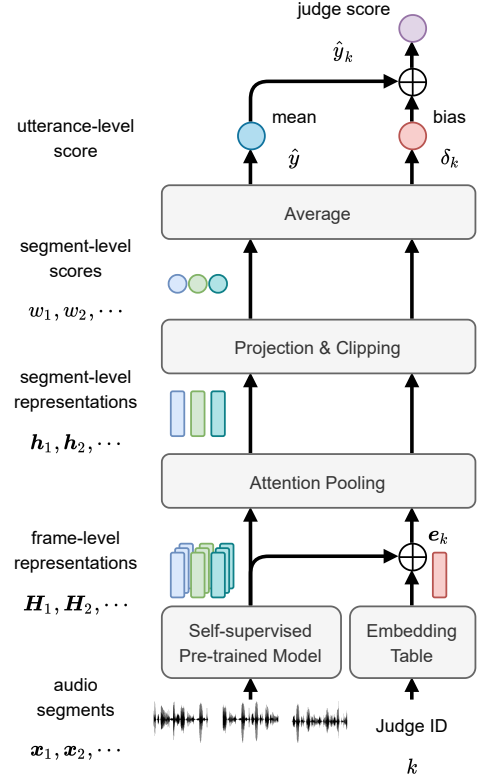 judge score
ŷ_k
utterance-level
score
mean
ŷ
bias
δ_k
Average
segment-level
scores
w_1, w_2, ⋯
Projection & Clipping
segment-level
representations
h_1, h_2, ⋯
Attention Pooling
frame-level
representations
H_1, H_2, ⋯
e_k
Self-supervised
Pre-trained Model
Embedding
Table
audio
segments
x_1, x_2, ⋯
Judge ID
k